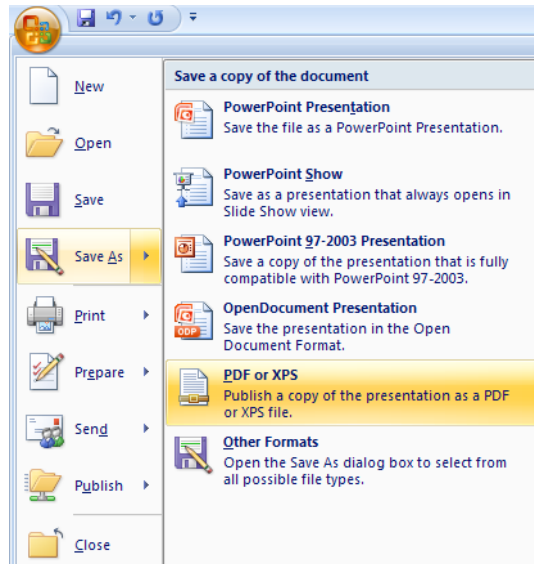 New
Open
Save
Save As
Print
Prepare
Send
Publish
Close
Save a copy of the document
PowerPoint Presentation
Save the file as a PowerPoint Presentation.
PowerPoint Show
Save as a presentation that always opens in
Slide Show view.
PowerPoint 97-2003 Presentation
Save a copy of the presentation that is fully
compatible with PowerPoint 97-2003.
OpenDocument Presentation
Save the presentation in the Open
Document Format.
PDF or XPS
Publish a copy of the presentation as a PDF
or XPS file.
Other Formats
Open the Save As dialog box to select from
all possible file types.
ODP